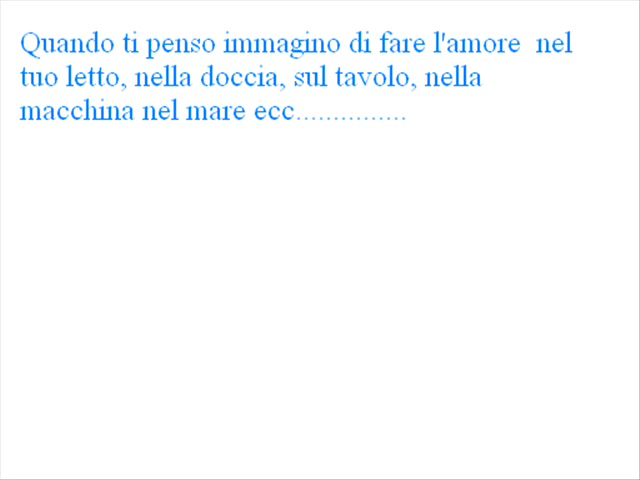 Quando ti penso immagino di fare l'amore  nel
tuo letto, nella doccia, sul tavolo, nella
macchina nel mare ecc...............